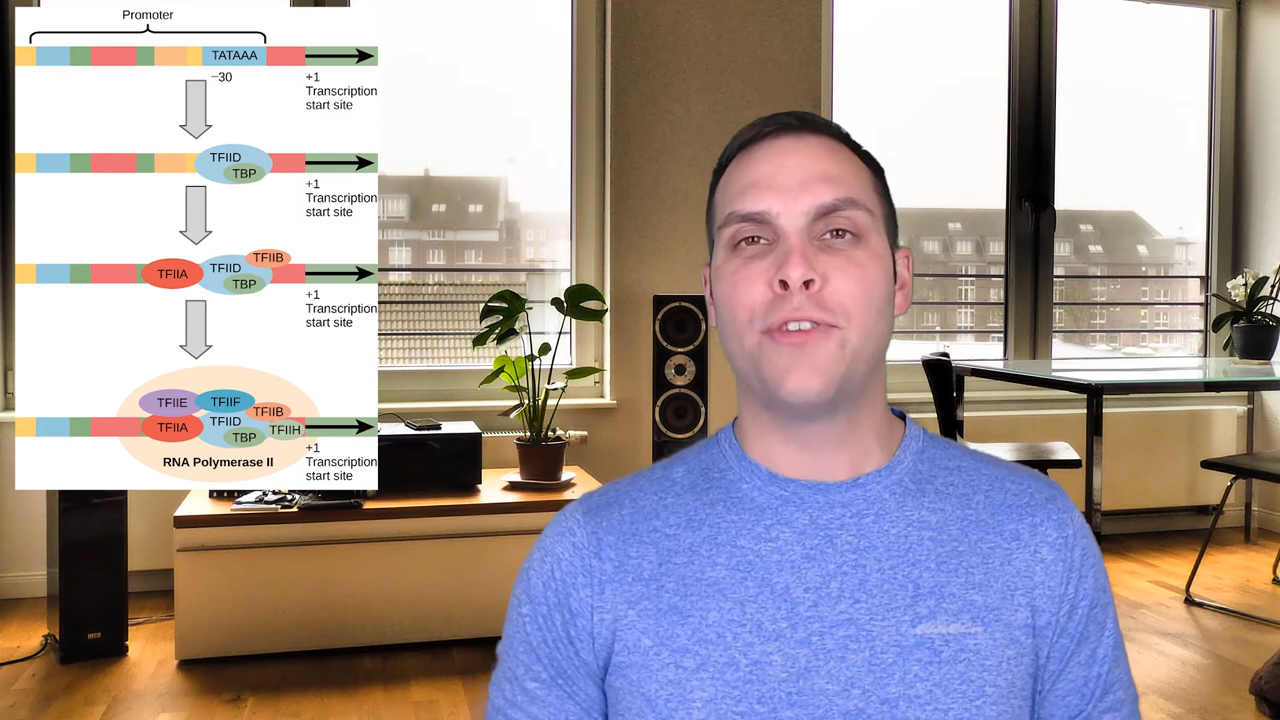 Promoter
TATAAA
−30
+1
Transcription
start site
TFIID
TBP
+1
Transcription
start site
TFIIA
TFIID
TFIIB
TBP
+1
Transcription
start site
TFIIE
TFIIF
TFIIB
TFIIA
TFIID
TBP
TFIIH
RNA Polymerase II
+1
Transcription
start site